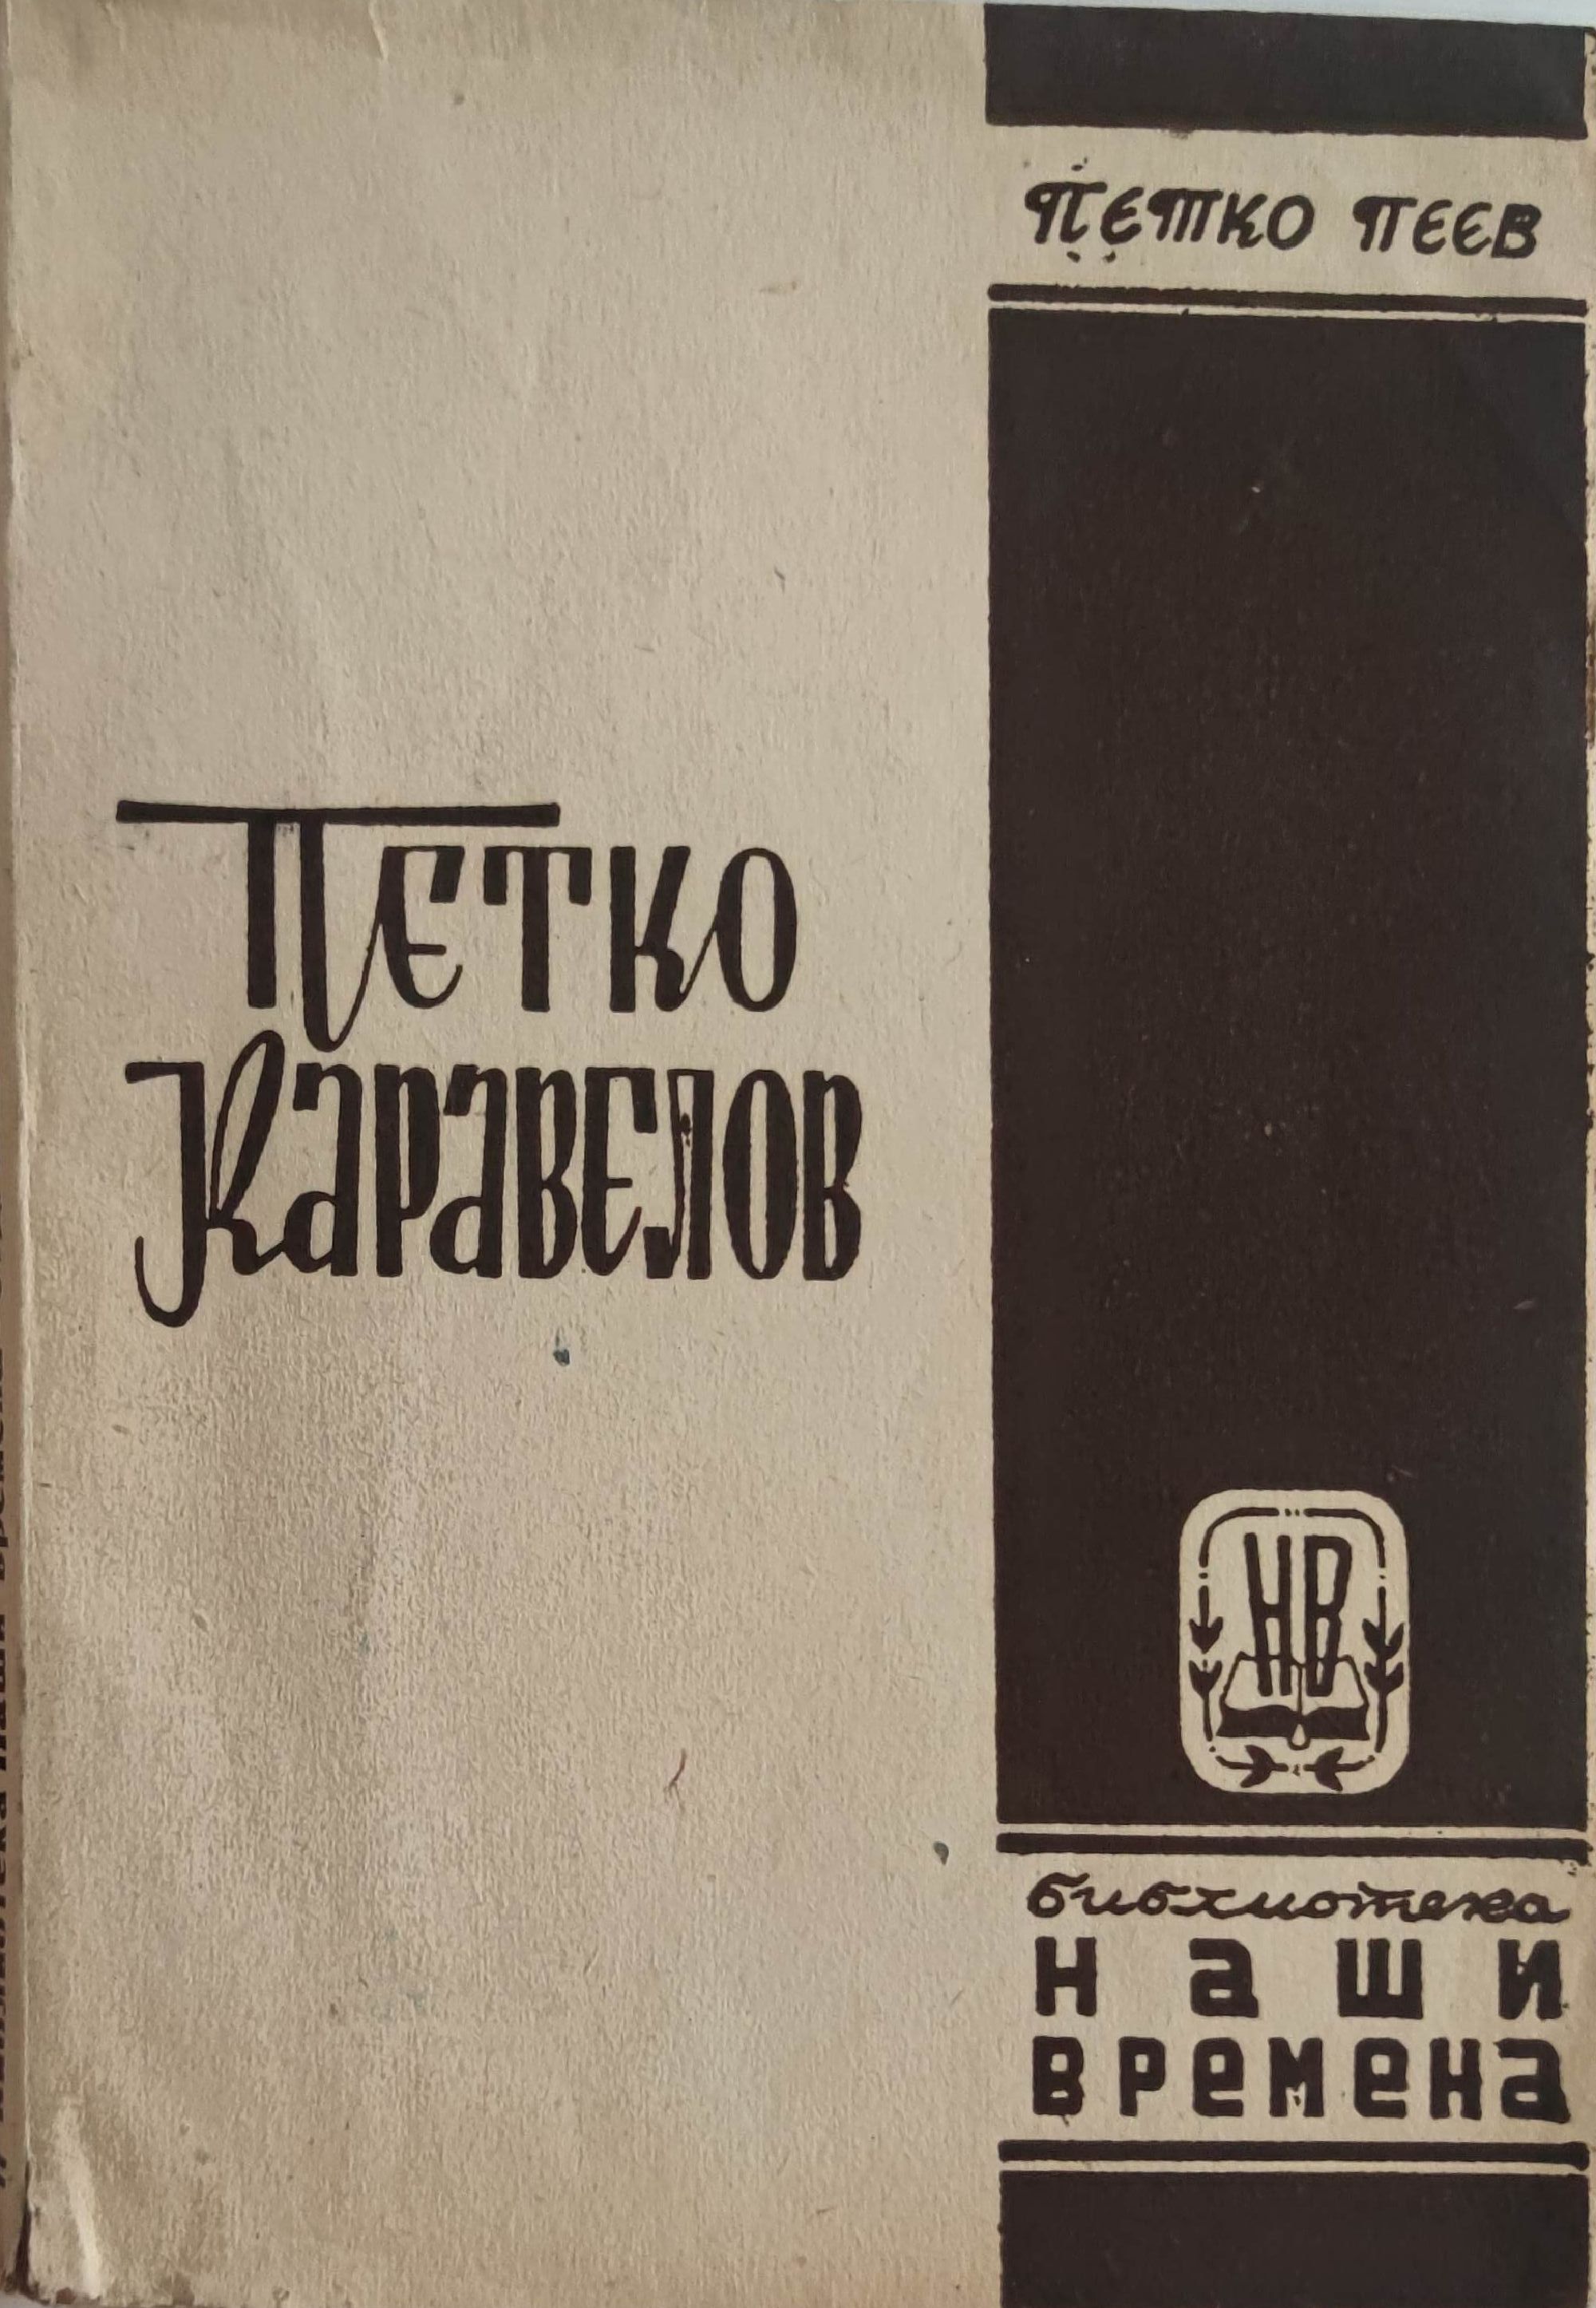 Петко Пеев
Петко
Каравелов
НВ
библиотека
наши
времена